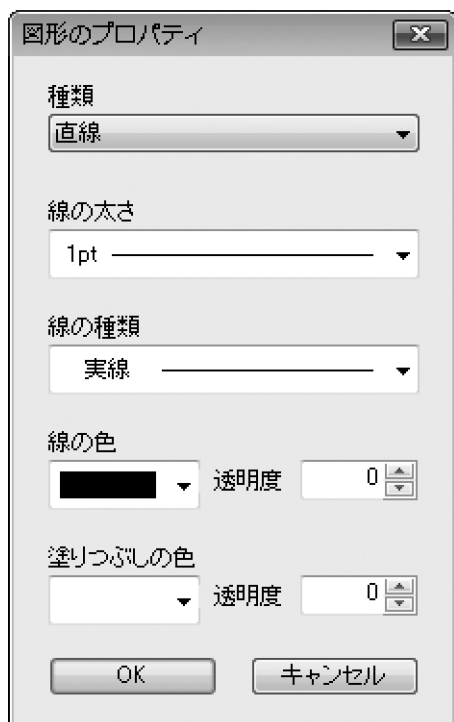 図形のプロパティ
種類
直線
線の太さ
1pt
線の種類
実線
線の色
透明度 0
塗りつぶしの色
透明度 0
OK キャンセル